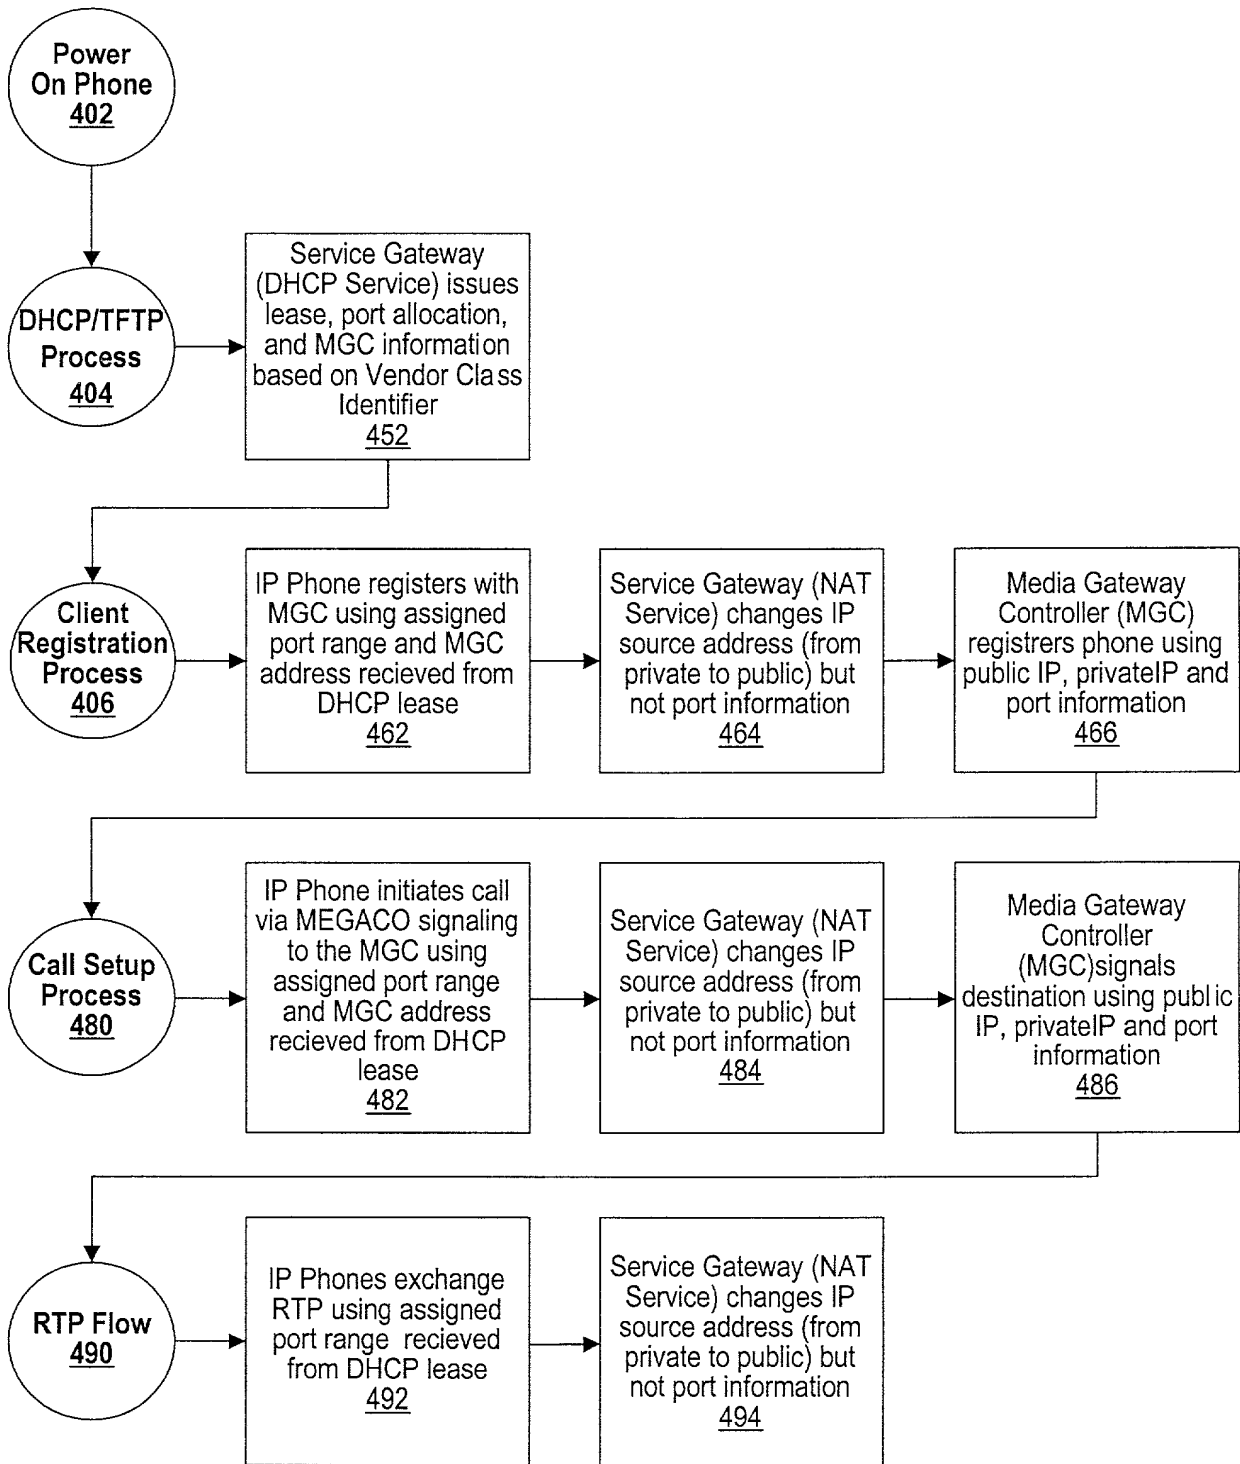 Power
On Phone
402
DHCP/TFTP
Process
404
Service Gateway
(DHCP Service) issues
lease, port allocation,
and MGC information
based on Vendor Class
Identifier
452
Client
Registration
Process
406
IP Phone registers with
MGC using assigned
port range and MGC
address recieved from
DHCP lease
462
Service Gateway (NAT
Service) changes IP
source address (from
private to public) but
not port information
464
Media Gateway
Controller (MGC)
registrers phone using
public IP, privateIP and
port information
466
Call Setup
Process
480
IP Phone initiates call
via MEGACO signaling
to the MGC using
assigned port range
and MGC address
recieved from DHCP
lease
482
Service Gateway (NAT
Service) changes IP
source address (from
private to public) but
not port information
484
Media Gateway
Controller
(MGC)signals
destination using public
IP, privateIP and port
information
486
RTP Flow
490
IP Phones exchange
RTP using assigned
port range recieved
from DHCP lease
492
Service Gateway (NAT
Service) changes IP
source address (from
private to public) but
not port information
494